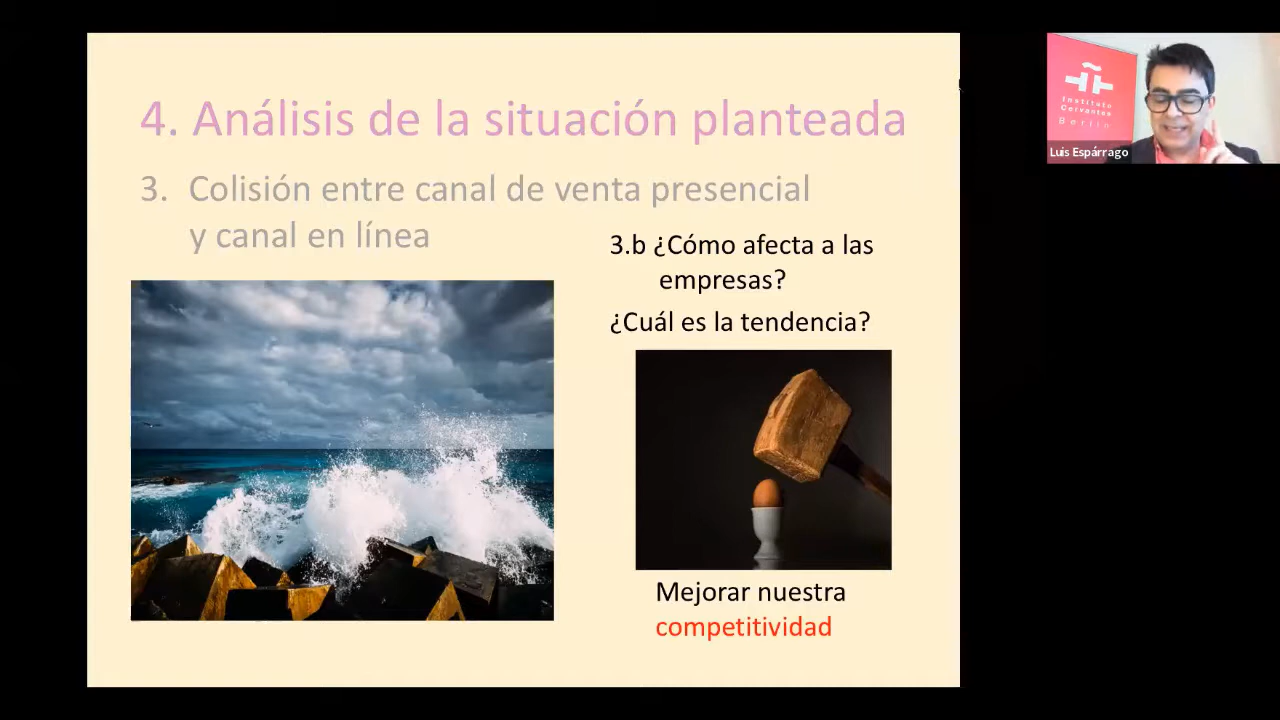 4. Análisis de la situación planteada
3. Colisión entre canal de venta presencial
y canal en línea
3.b ¿Cómo afecta a las
empresas?
¿Cuál es la tendencia?
Mejorar nuestra
competitividad
Instituto
Cervantes
Berlin
Luis Espárrago